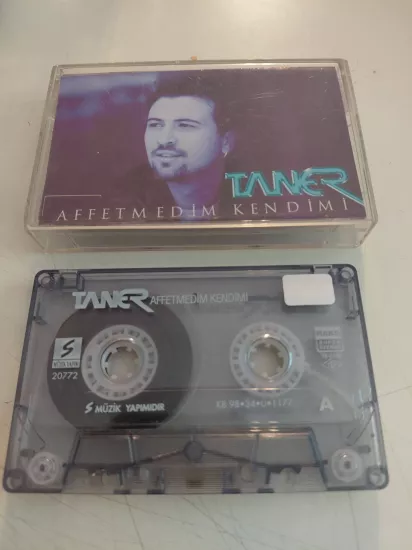 TANER
AFFETMEDİM KENDİMİ
TANER AFFETMEDİM KENDİMİ
S
20772
S MÜZİK YAPIMIDIR
A